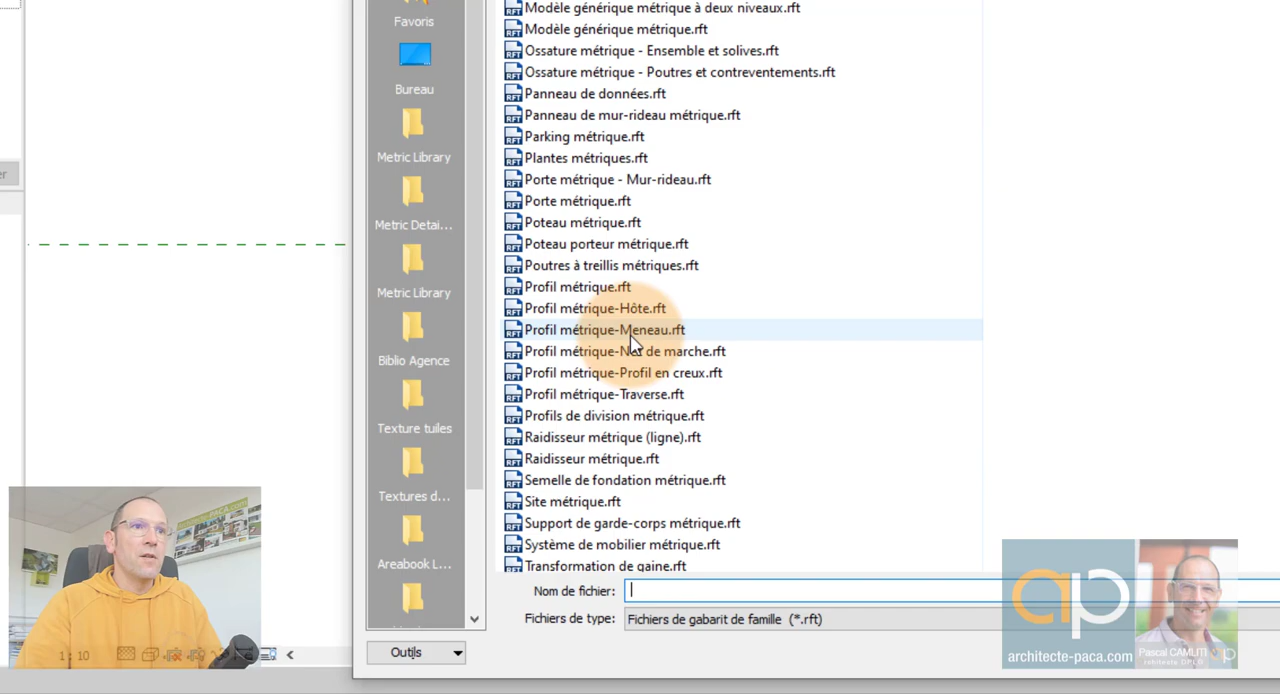 Favoris
Bureau
Metric Library
Metric Detai...
Metric Library
Biblio Agence
Texture tuiles
Textures d...
Areabook L...
Modèle générique métrique à deux niveaux.rft
Modèle générique métrique.rft
Ossature métrique - Ensemble et solives.rft
Ossature métrique - Poutres et contreventements.rft
Panneau de données.rft
Panneau de mur-rideau métrique.rft
Parking métrique.rft
Plantes métriques.rft
Porte métrique - Mur-rideau.rft
Porte métrique.rft
Poteau métrique.rft
Poteau porteur métrique.rft
Poutres à treillis métriques.rft
Profil métrique.rft
Profil métrique-Hôte.rft
Profil métrique-Meneau.rft
Profil métrique-Nez de marche.rft
Profil métrique-Profil en creux.rft
Profil métrique-Traverse.rft
Profils de division métrique.rft
Raidisseur métrique (ligne).rft
Raidisseur métrique.rft
Semelle de fondation métrique.rft
Site métrique.rft
Support de garde-corps métrique.rft
Système de mobilier métrique.rft
Transformation de gaine.rft
Nom de fichier:
Fichiers de type: Fichiers de gabarit de famille (*.rft)
Outils
1 : 10
ap
architecte-paca.com